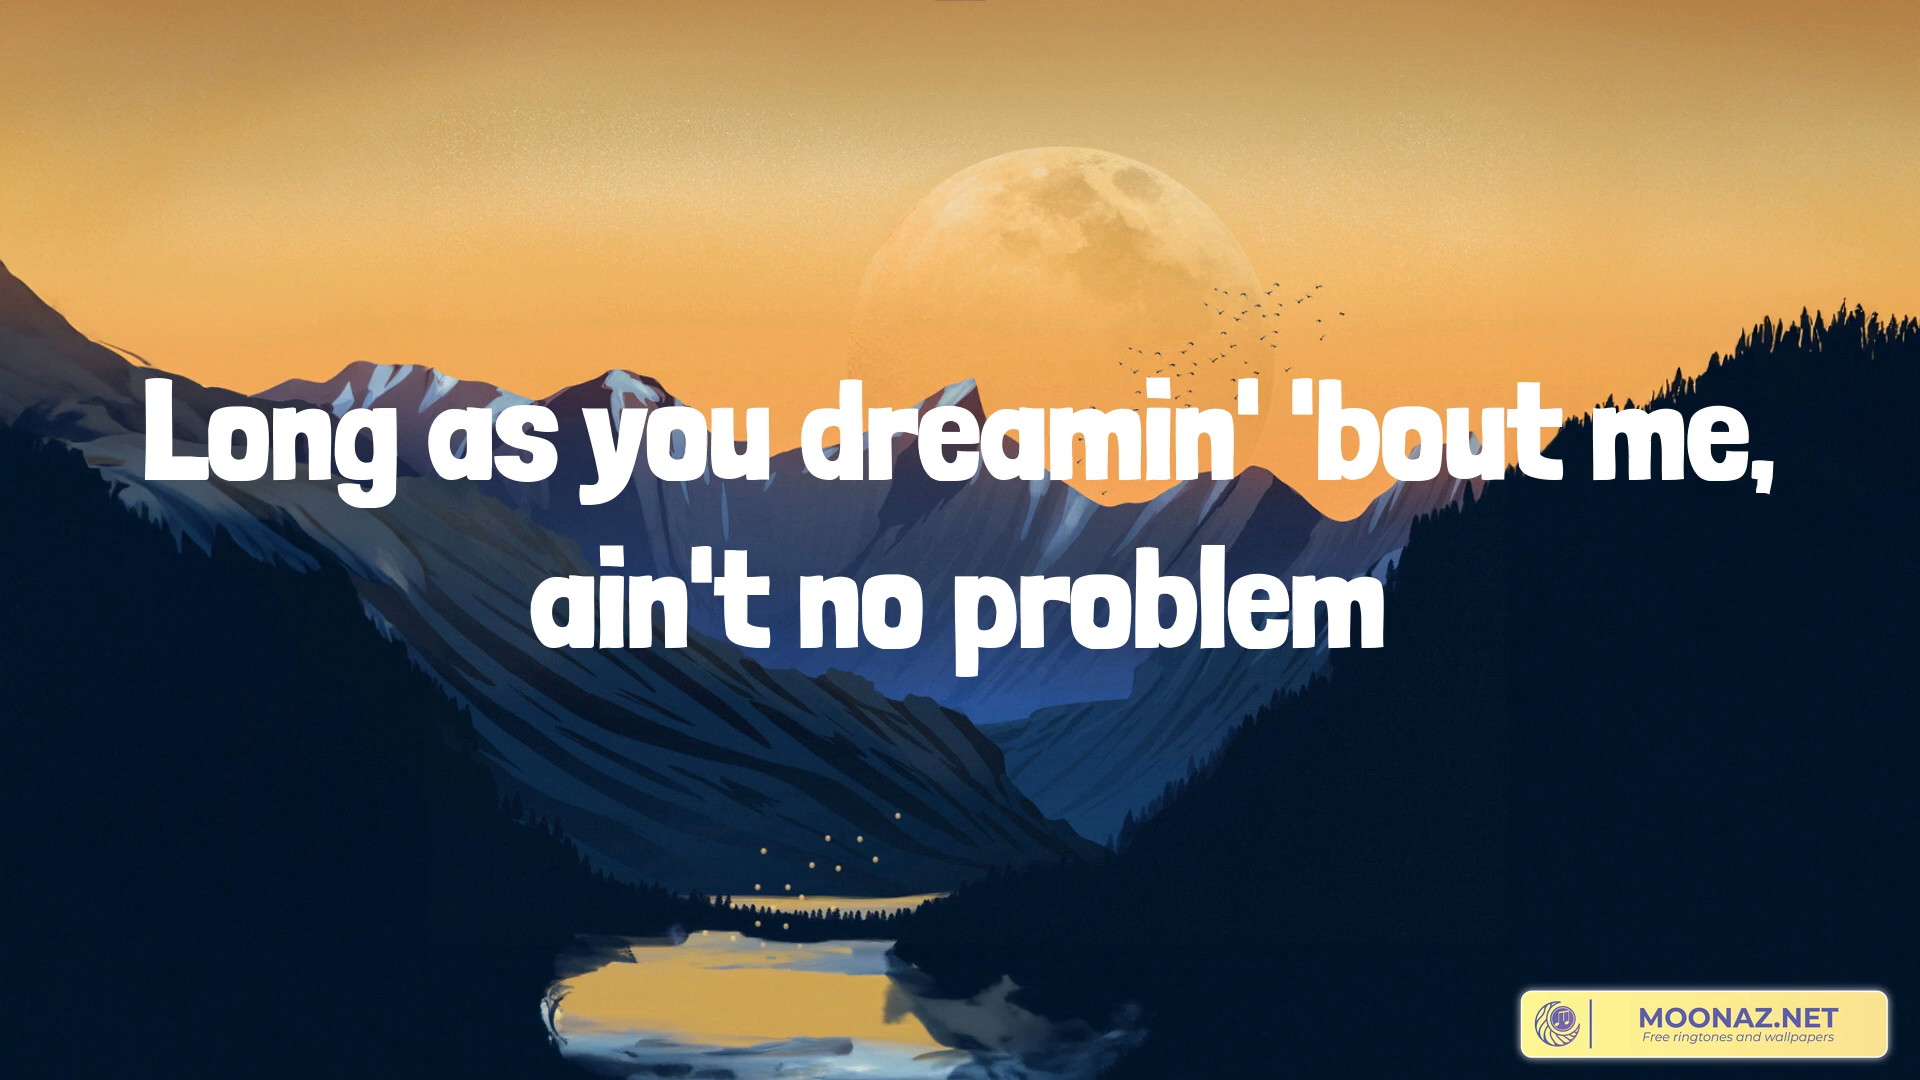 Long as you dreamin' 'bout me,
ain't no problem
MOONAZ.NET
Free ringtones and wallpapers